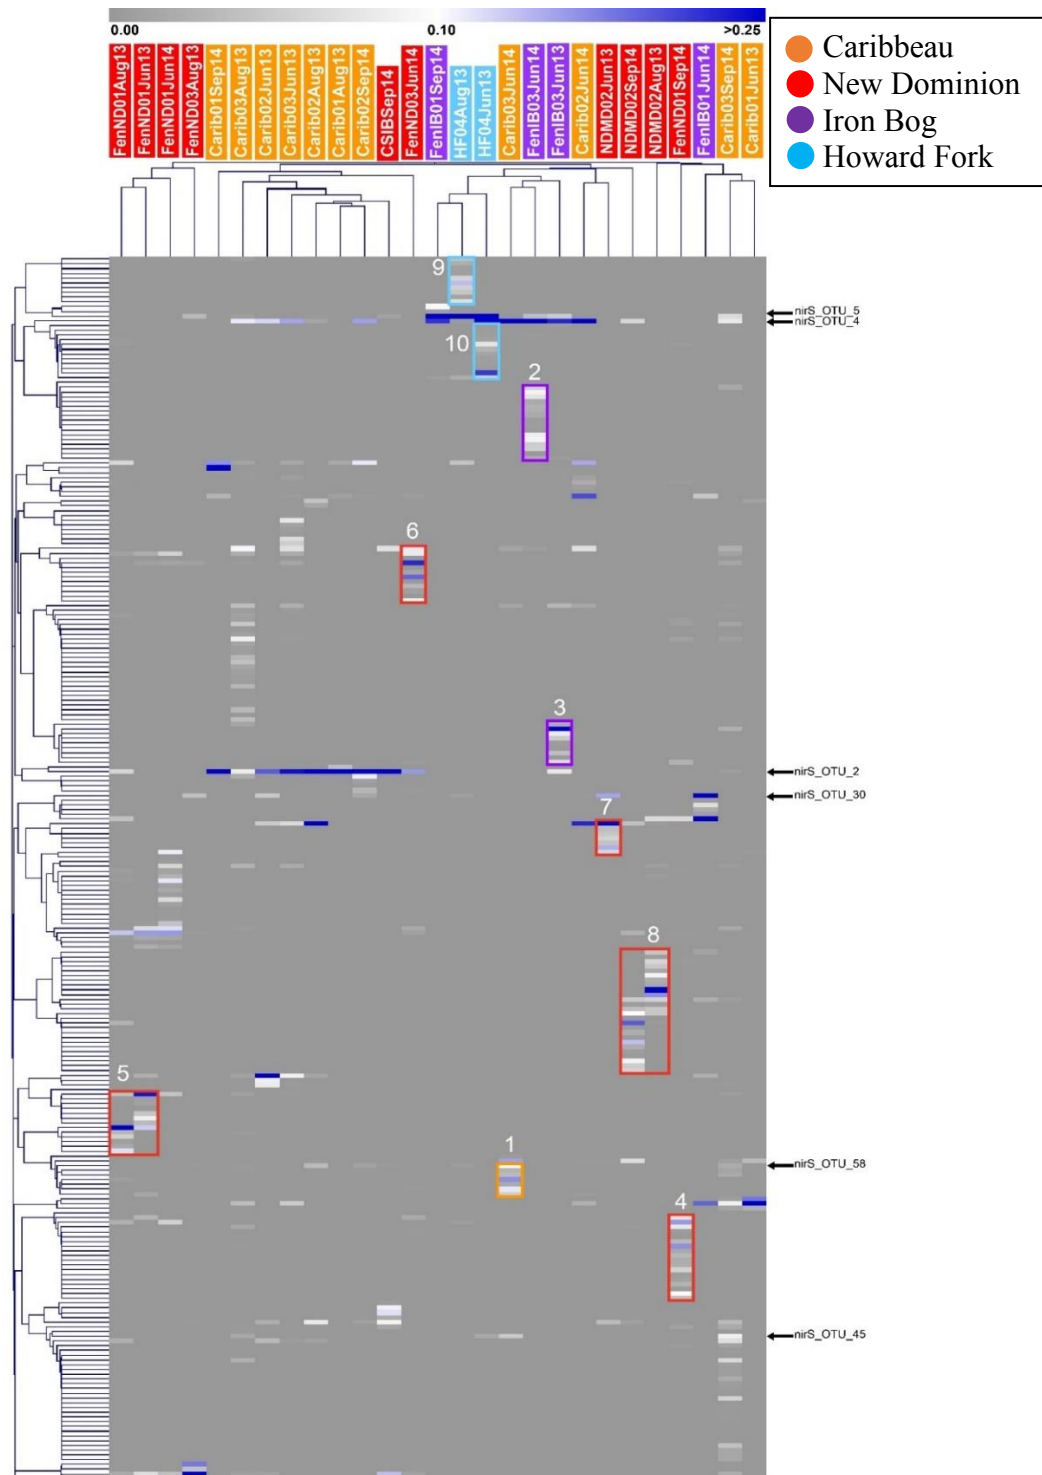 0.00 0.10 >0.25
FenND01Aug13
FenND01Jun13
FenND01Jun14
FenND03Aug13
Carib01Sep14
Carib03Aug13
Carib02Jun13
Carib03Jun13
Carib02Aug13
Carib01Aug13
Carib02Sep14
CSIBSep14
FenND03Jun14
FenIB01Sep14
HF04Aug13
HF04Jun13
Carib03Jun14
FenIB03Jun14
FenIB03Jun13
Carib02Jun14
NDMD02Jun13
NDMD02Sep14
NDMD02Aug13
FenND01Sep14
FenIB01Jun14
Carib03Sep14
Carib01Jun13
Caribbeau
New Dominion
Iron Bog
Howard Fork
9
nirS_OTU_5
nirS_OTU_4
10
2
6
3
nirS_OTU_2
nirS_OTU_30
7
8
5
1
nirS_OTU_58
4
nirS_OTU_45